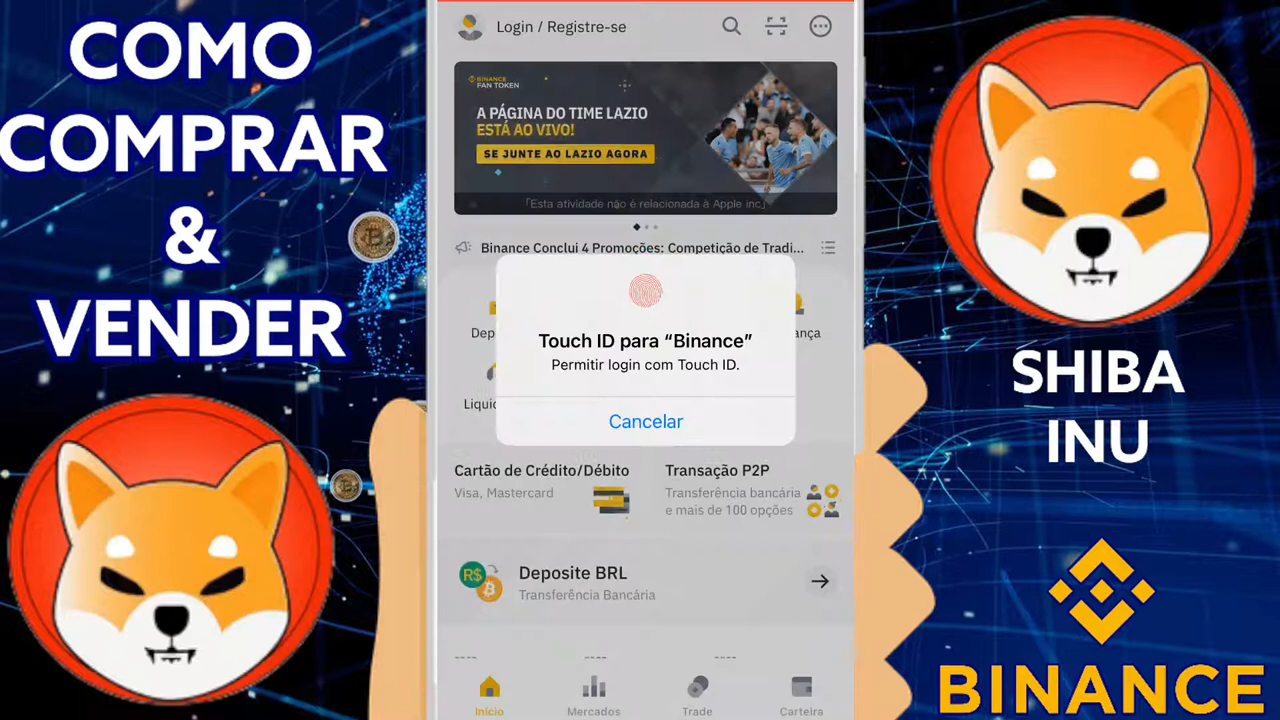 COMO
COMPRAR
&
VENDER
Login / Registre-se
BINANCE
FAN TOKEN
A PÁGINA DO TIME LAZIO
ESTÁ AO VIVO!
SE JUNTE AO LAZIO AGORA
「Esta atividade não é relacionada à Apple inc」
Binance Conclui 4 Promoções: Competição de Tradi...
Touch ID para “Binance”
Permitir login com Touch ID.
Cancelar
Cartão de Crédito/Débito
Visa, Mastercard
Transação P2P
Transferência bancária
e mais de 100 opções
R$
Deposite BRL
Transferência Bancária
----
----
----
Início
Mercados
Trade
Carteira
SHIBA
INU
BINANCE